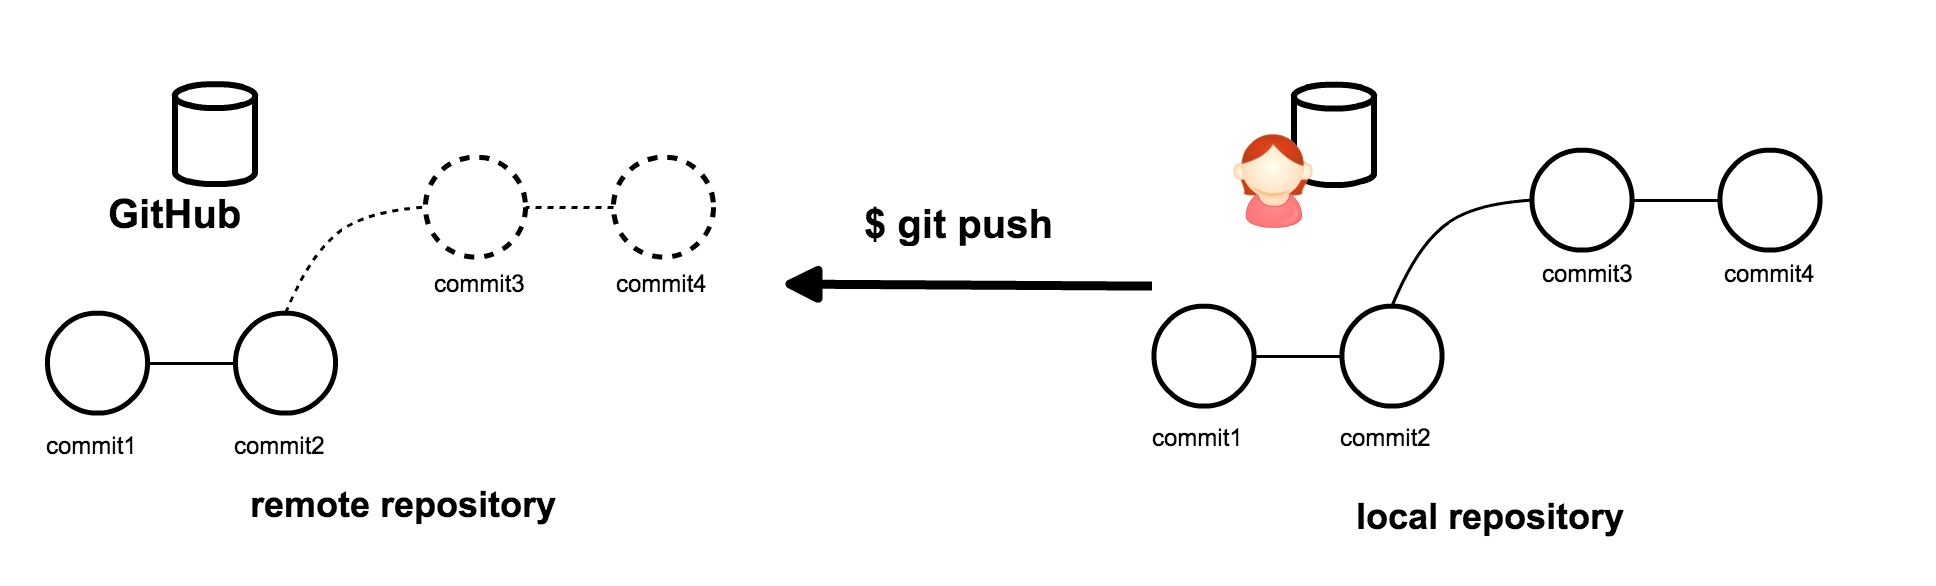 GitHub
commit3
commit4
commit1
commit2
remote repository
$ git push
commit3
commit4
commit1
commit2
local repository